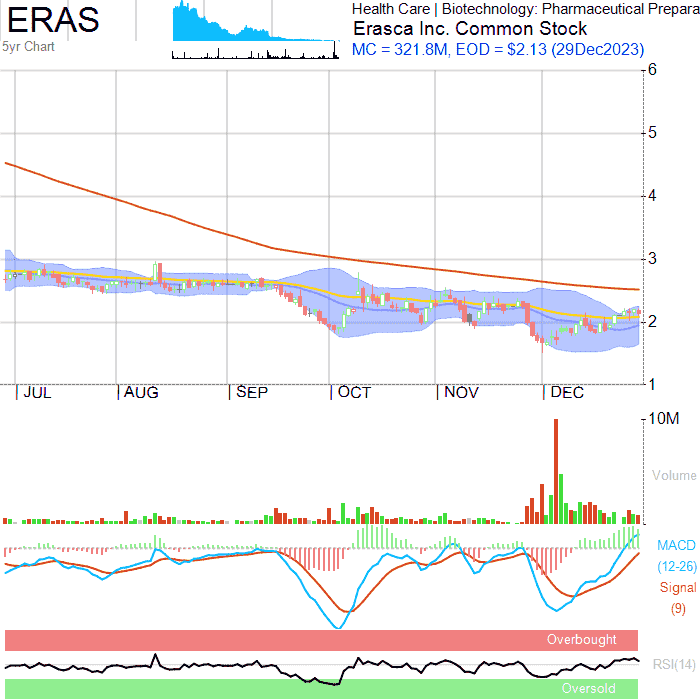 ERAS
5yr Chart
Health Care | Biotechnology: Pharmaceutical Prepara
Erasca Inc. Common Stock
MC = 321.8M, EOD = $2.13 (29Dec2023)
6
5
4
3
2
1
JUL AUG SEP OCT NOV DEC
10M
Volume
MACD
(12-26)
Signal
(9)
Overbought
RSI(14)
Oversold